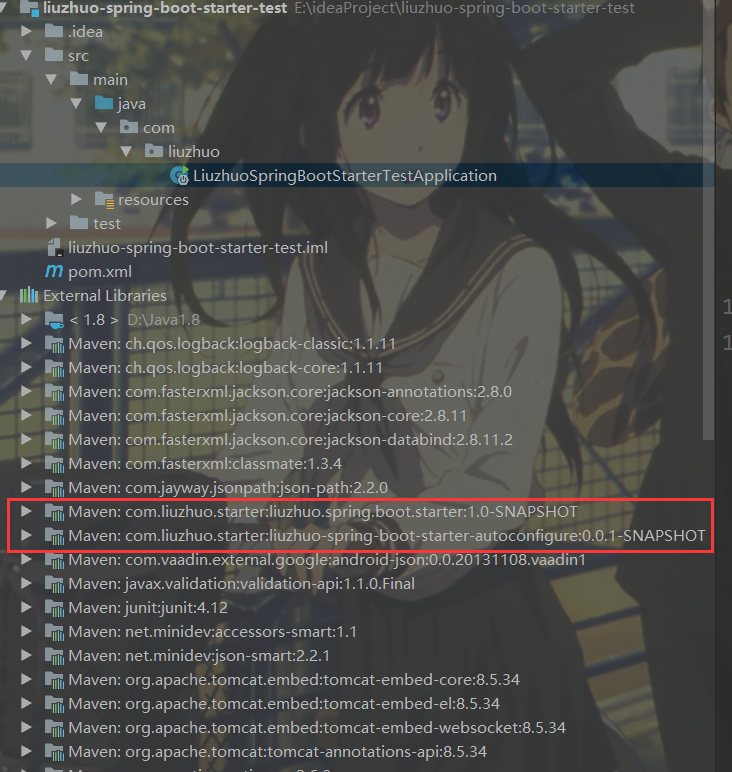 liuzhuo-spring-boot-starter-test E:\ideaProject\liuzhuo-spring-boot-starter-test
.idea
src
main
java
com
liuzhuo
LiuzhuoSpringBootStarterTestApplication
resources
test
liuzhuo-spring-boot-starter-test.iml
pom.xml
External Libraries
< 1.8 > D:\Java1.8
Maven: ch.qos.logback:logback-classic:1.1.11
Maven: ch.qos.logback:logback-core:1.1.11
Maven: com.fasterxml.jackson.core:jackson-annotations:2.8.0
Maven: com.fasterxml.jackson.core:jackson-core:2.8.11
Maven: com.fasterxml.jackson.core:jackson-databind:2.8.11.2
Maven: com.fasterxml:classmate:1.3.4
Maven: com.jayway.jsonpath:json-path:2.2.0
Maven: com.liuzhuo.starter:liuzhuo.spring.boot.starter:1.0-SNAPSHOT
Maven: com.liuzhuo.starter:liuzhuo-spring-boot-starter-autoconfigure:0.0.1-SNAPSHOT
Maven: com.vaadin.external.google:android-json:0.0.20131108.vaadin1
Maven: javax.validation:validation-api:1.1.0.Final
Maven: junit:junit:4.12
Maven: net.minidev:accessors-smart:1.1
Maven: net.minidev:json-smart:2.2.1
Maven: org.apache.tomcat.embed:tomcat-embed-core:8.5.34
Maven: org.apache.tomcat.embed:tomcat-embed-el:8.5.34
Maven: org.apache.tomcat.embed:tomcat-embed-websocket:8.5.34
Maven: org.apache.tomcat:tomcat-annotations-api:8.5.34